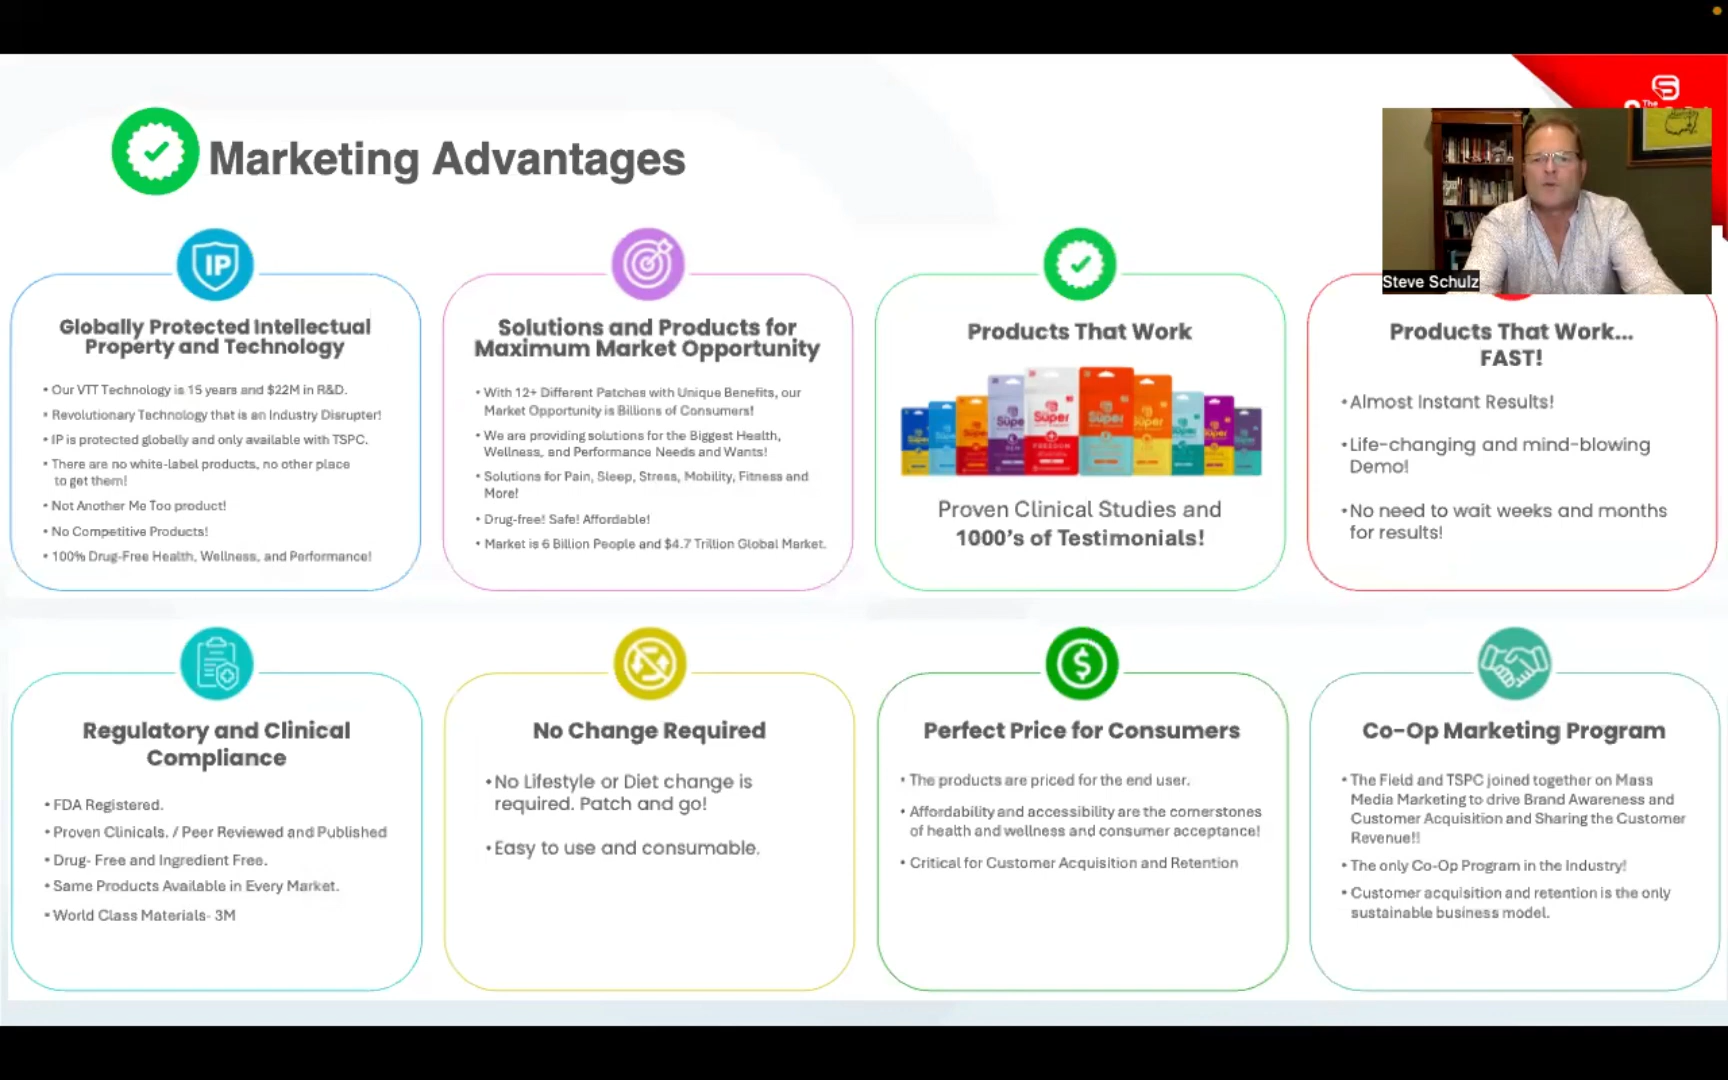 The
Marketing Advantages
Steve Schulz
IP
Globally Protected Intellectual
Property and Technology
• Our VTT Technology is 15 years and $22M in R&D.
• Revolutionary Technology that is an Industry Disrupter!
• IP is protected globally and only available with TSPC.
• There are no white-label products, no other place
to get them!
• Not Another Me Too product!
• No Competitive Products!
• 100% Drug-Free Health, Wellness, and Performance!
Solutions and Products for
Maximum Market Opportunity
• With 12+ Different Patches with Unique Benefits, our
Market Opportunity is Billions of Consumers!
• We are providing solutions for the Biggest Health,
Wellness, and Performance Needs and Wants!
• Solutions for Pain, Sleep, Stress, Mobility, Fitness and
More!
• Drug-free! Safe! Affordable!
• Market is 6 Billion People and $4.7 Trillion Global Market.
Products That Work
Super
FREEDOM
Super
Proven Clinical Studies and
1000's of Testimonials!
Products That Work...
FAST!
• Almost Instant Results!
• Life-changing and mind-blowing
Demo!
• No need to wait weeks and months
for results!
Regulatory and Clinical
Compliance
• FDA Registered.
• Proven Clinicals. / Peer Reviewed and Published
• Drug- Free and Ingredient Free.
• Same Products Available in Every Market.
• World Class Materials- 3M
No Change Required
• No Lifestyle or Diet change is
required. Patch and go!
• Easy to use and consumable.
$
Perfect Price for Consumers
• The products are priced for the end user.
• Affordability and accessibility are the cornerstones
of health and wellness and consumer acceptance!
• Critical for Customer Acquisition and Retention
Co-Op Marketing Program
• The Field and TSPC joined together on Mass
Media Marketing to drive Brand Awareness and
Customer Acquisition and Sharing the Customer
Revenue!!
• The only Co-Op Program in the Industry!
• Customer acquisition and retention is the only
sustainable business model.